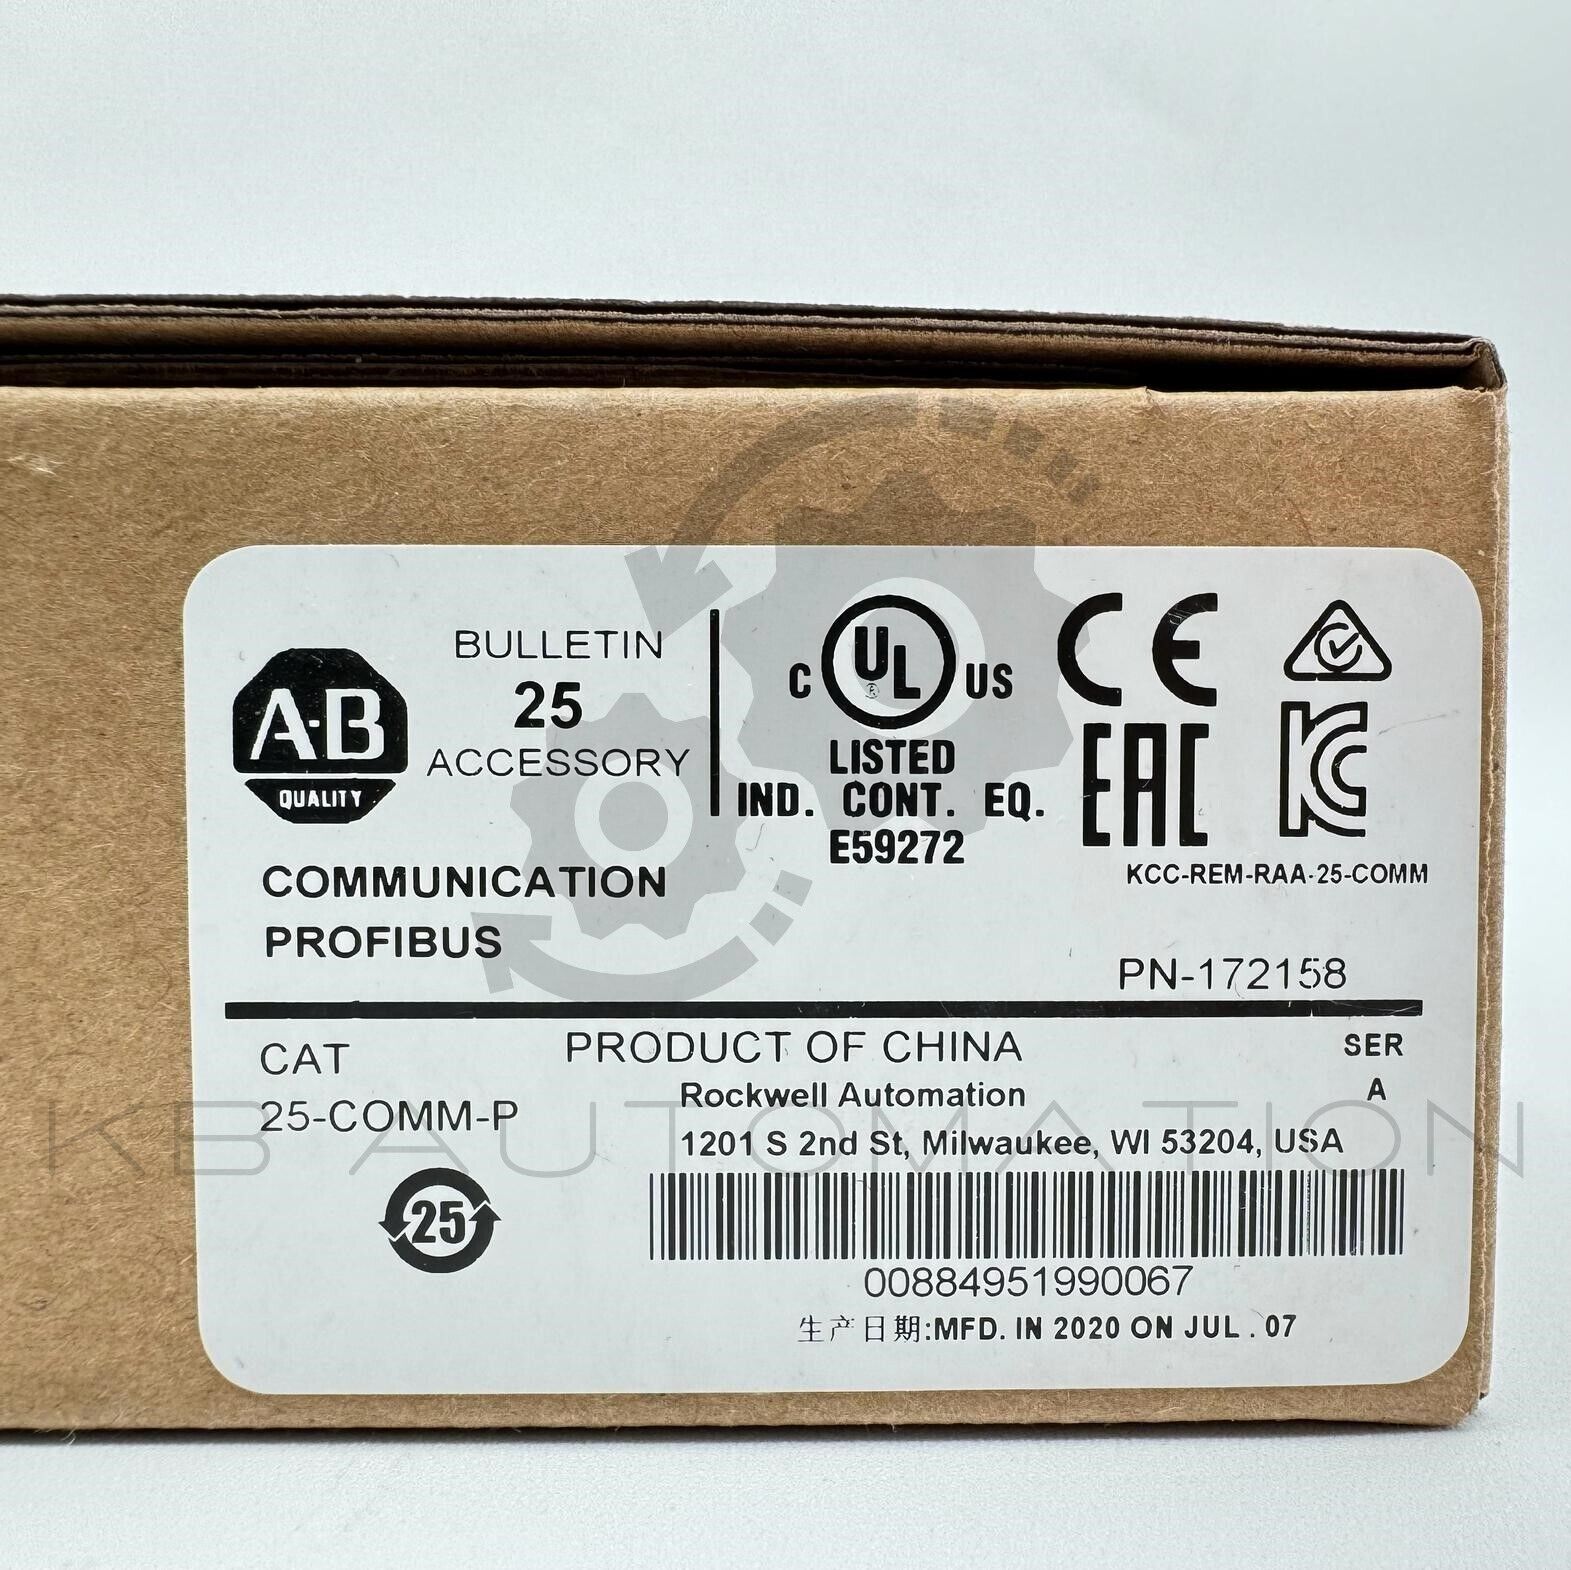 A-B
QUALITY
BULLETIN
25
ACCESSORY
C UL ® US
LISTED
IND. CONT. EQ.
E59272
CE
EAC
KC
KCC-REM-RAA-25-COMM
COMMUNICATION
PROFIBUS
PN-172158
CAT
25-COMM-P
PRODUCT OF CHINA
SER
A
Rockwell Automation
1201 S 2nd St, Milwaukee, WI 53204, USA
25
00884951990067
生产日期:MFD. IN 2020 ON JUL . 07
KB AUTOMATION